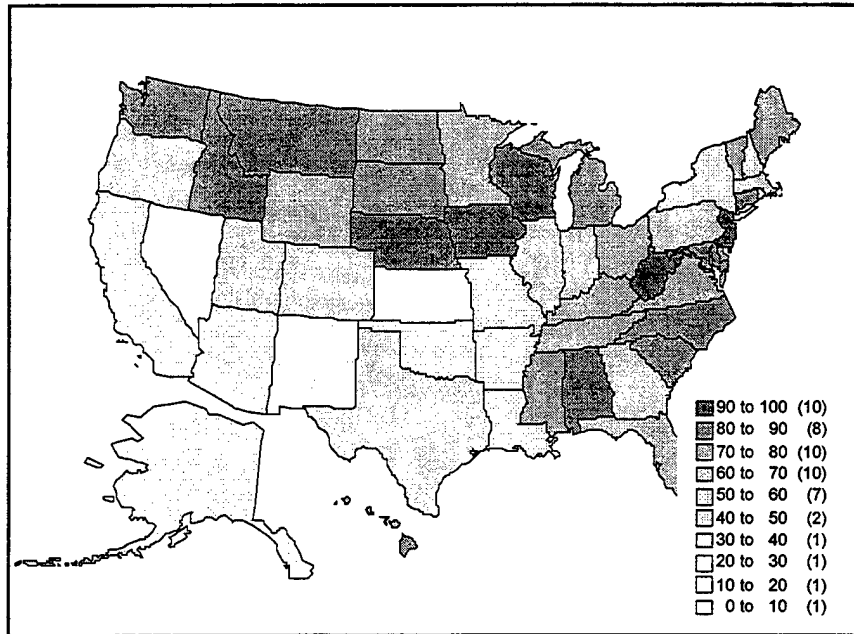 90 to 100 (10)
80 to 90 (8)
70 to 80 (10)
60 to 70 (10)
50 to 60 (7)
40 to 50 (2)
30 to 40 (1)
20 to 30 (1)
10 to 20 (1)
0 to 10 (1)